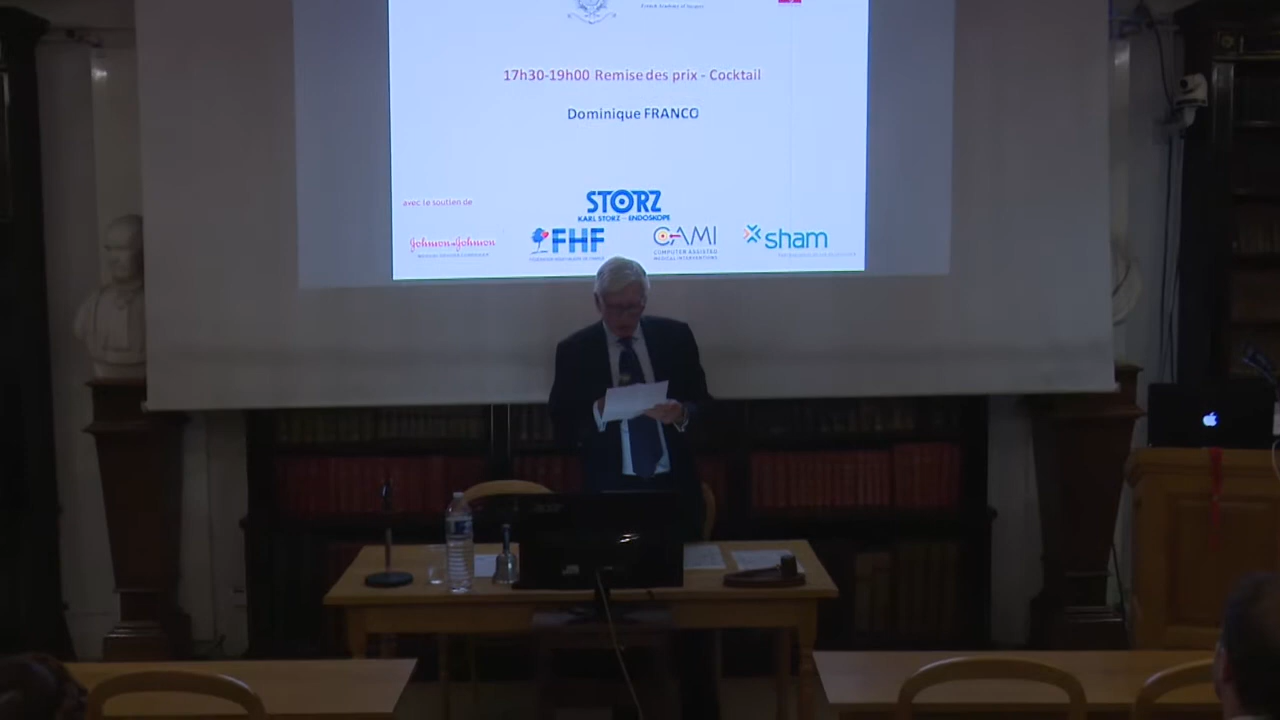 17h30-19h00 Remise des prix - Cocktail
Dominique FRANCO
avec le soutien de
STORZ
KARL STORZ — ENDOSKOPE
Johnson & Johnson
FHF
CAMI
COMPUTER ASSISTED
MEDICAL INTERVENTIONS
sham